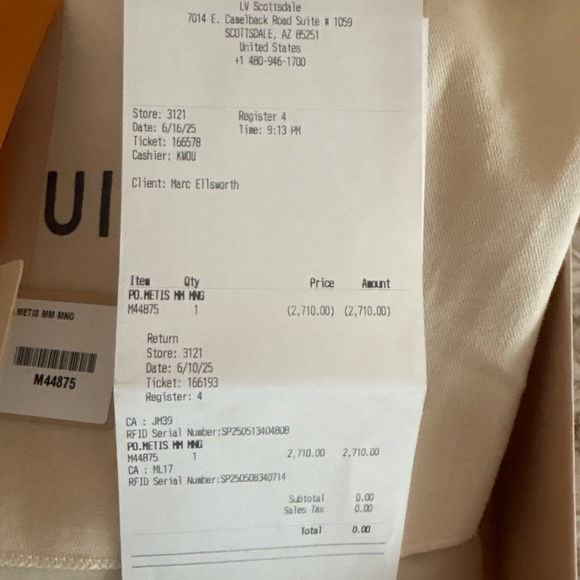 LV Scottsdale
7014 E. Camelback Road Suite # 1059
SCOTTSDALE, AZ 85251
United States
+1 480-946-1700
Store: 3121 Register 4
Date: 6/16/25 Time: 9:13 PM
Ticket: 166578
Cashier: KWOU
Client: Marc Ellsworth
Item Qty Price Amount
PO.METIS MM MNG
M44875 1 (2,710.00) (2,710.00)
Return
Store: 3121
Date: 6/10/25
Ticket: 166193
Register: 4
CA : JM39
RFID Serial Number:SP250513404808
PO.METIS MM MNG
M44875 1 2,710.00 2,710.00
CA : ML17
RFID Serial Number:SP250508340714
Subtotal 0.00
Sales Tax 0.00
Total 0.00
UI
.METIS MM MNG
M44875